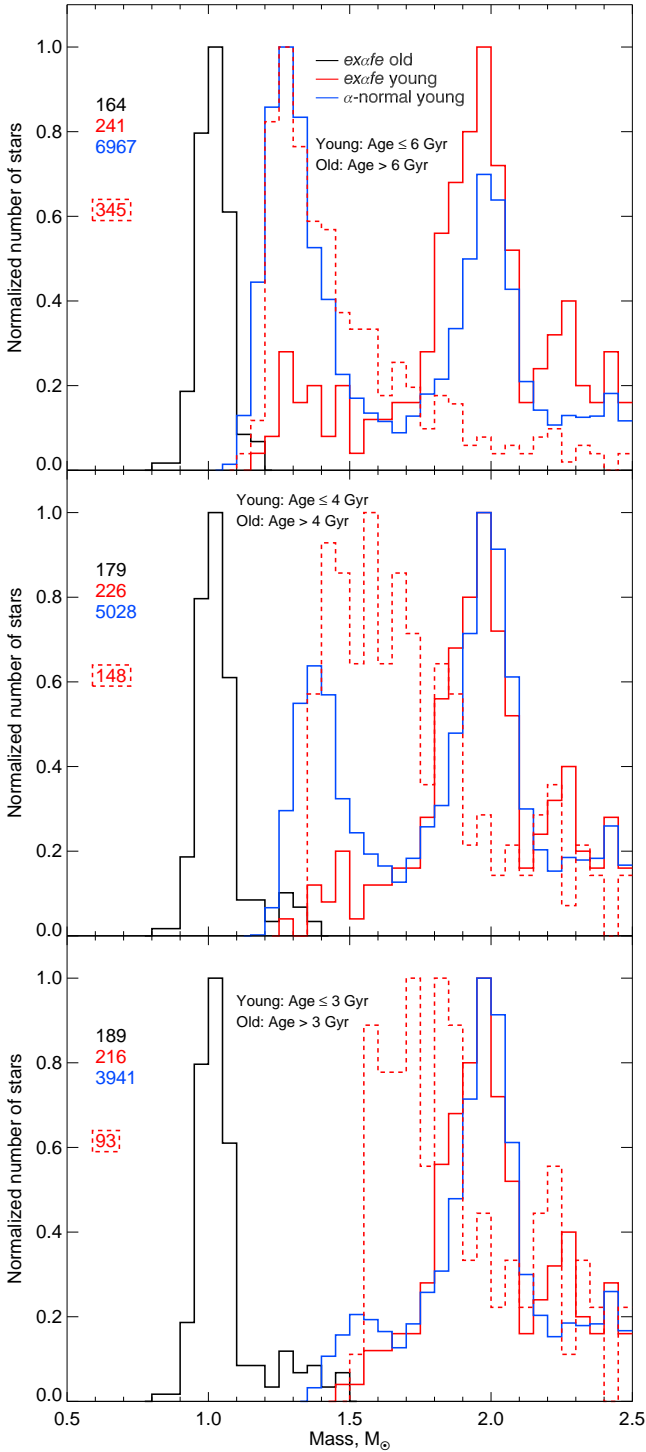 Normalized number of stars
1.0
0.8
0.6
0.4
0.2
0.0
exαfe old
exαfe young
α-normal young
164
241
6967
345
Young: Age ≤ 6 Gyr
Old: Age > 6 Gyr
Normalized number of stars
1.0
0.8
0.6
0.4
0.2
0.0
Young: Age ≤ 4 Gyr
Old: Age > 4 Gyr
179
226
5028
148
Normalized number of stars
1.0
0.8
0.6
0.4
0.2
0.0
Young: Age ≤ 3 Gyr
Old: Age > 3 Gyr
189
216
3941
93
0.5 1.0 1.5 2.0 2.5
Mass, M⊙